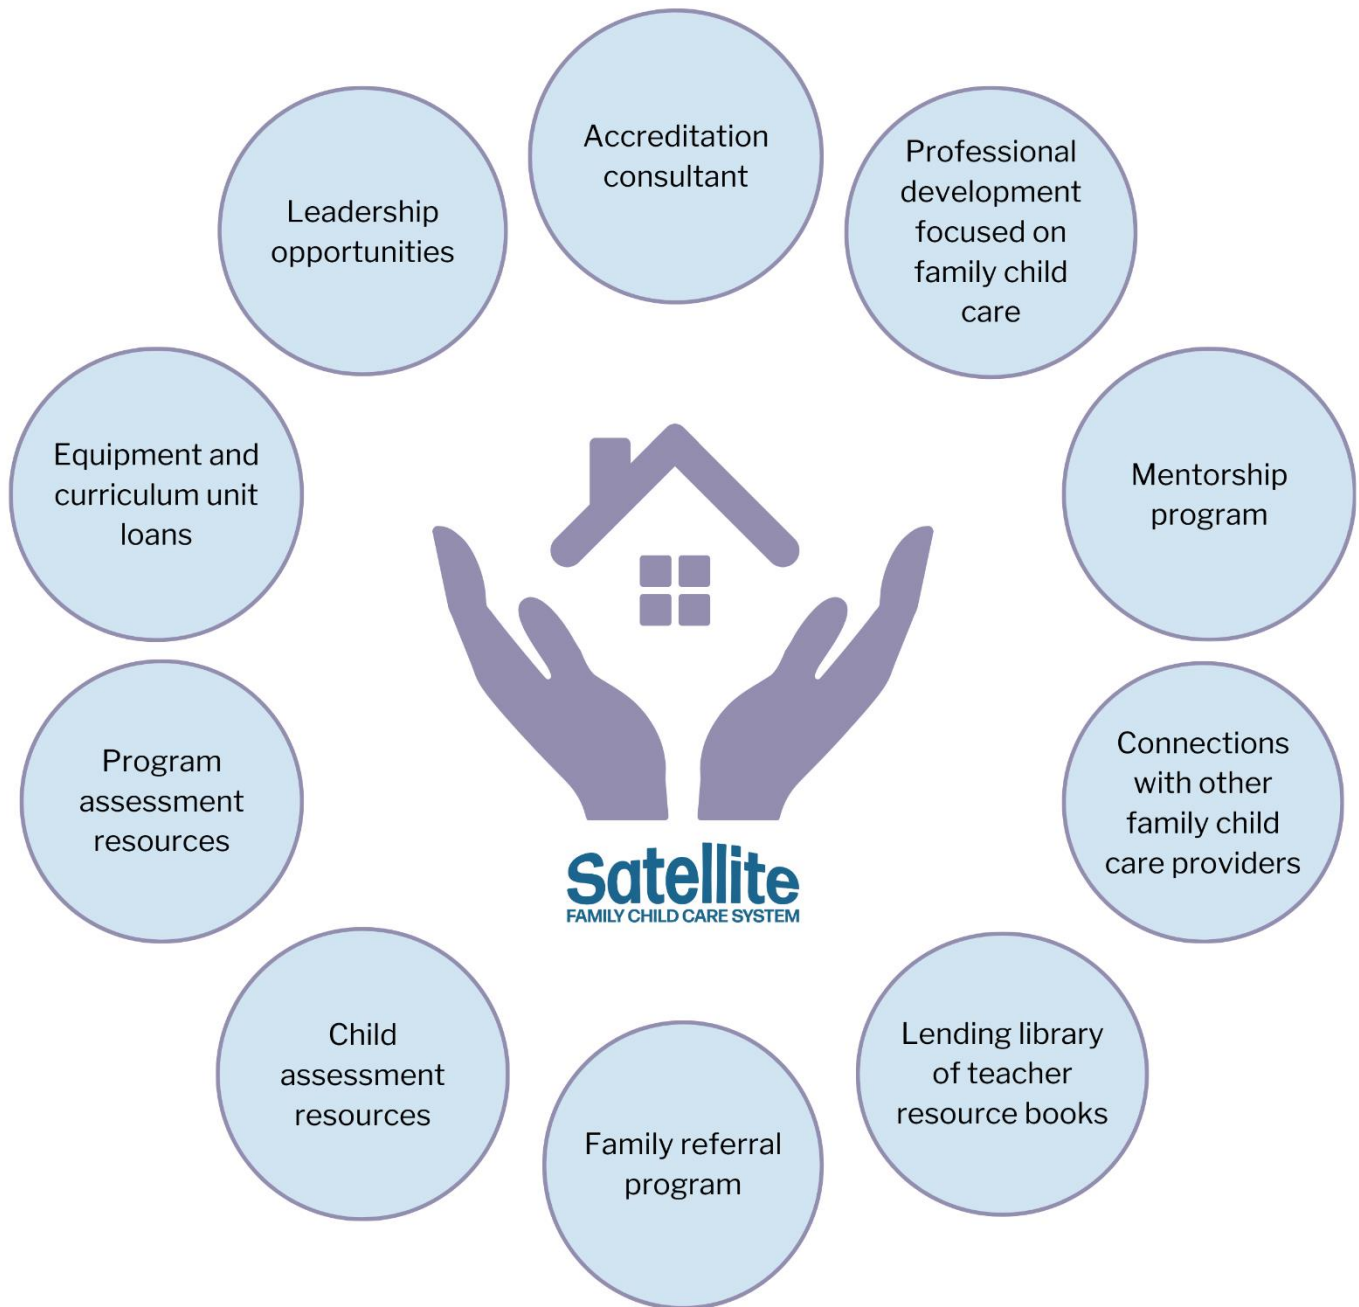 Accreditation
consultant
Professional
development
focused on
family child
care
Mentorship
program
Connections
with other
family child
care providers
Lending library
of teacher
resource books
Family referral
program
Child
assessment
resources
Program
assessment
resources
Equipment and
curriculum unit
loans
Leadership
opportunities
Satellite
FAMILY CHILD CARE SYSTEM